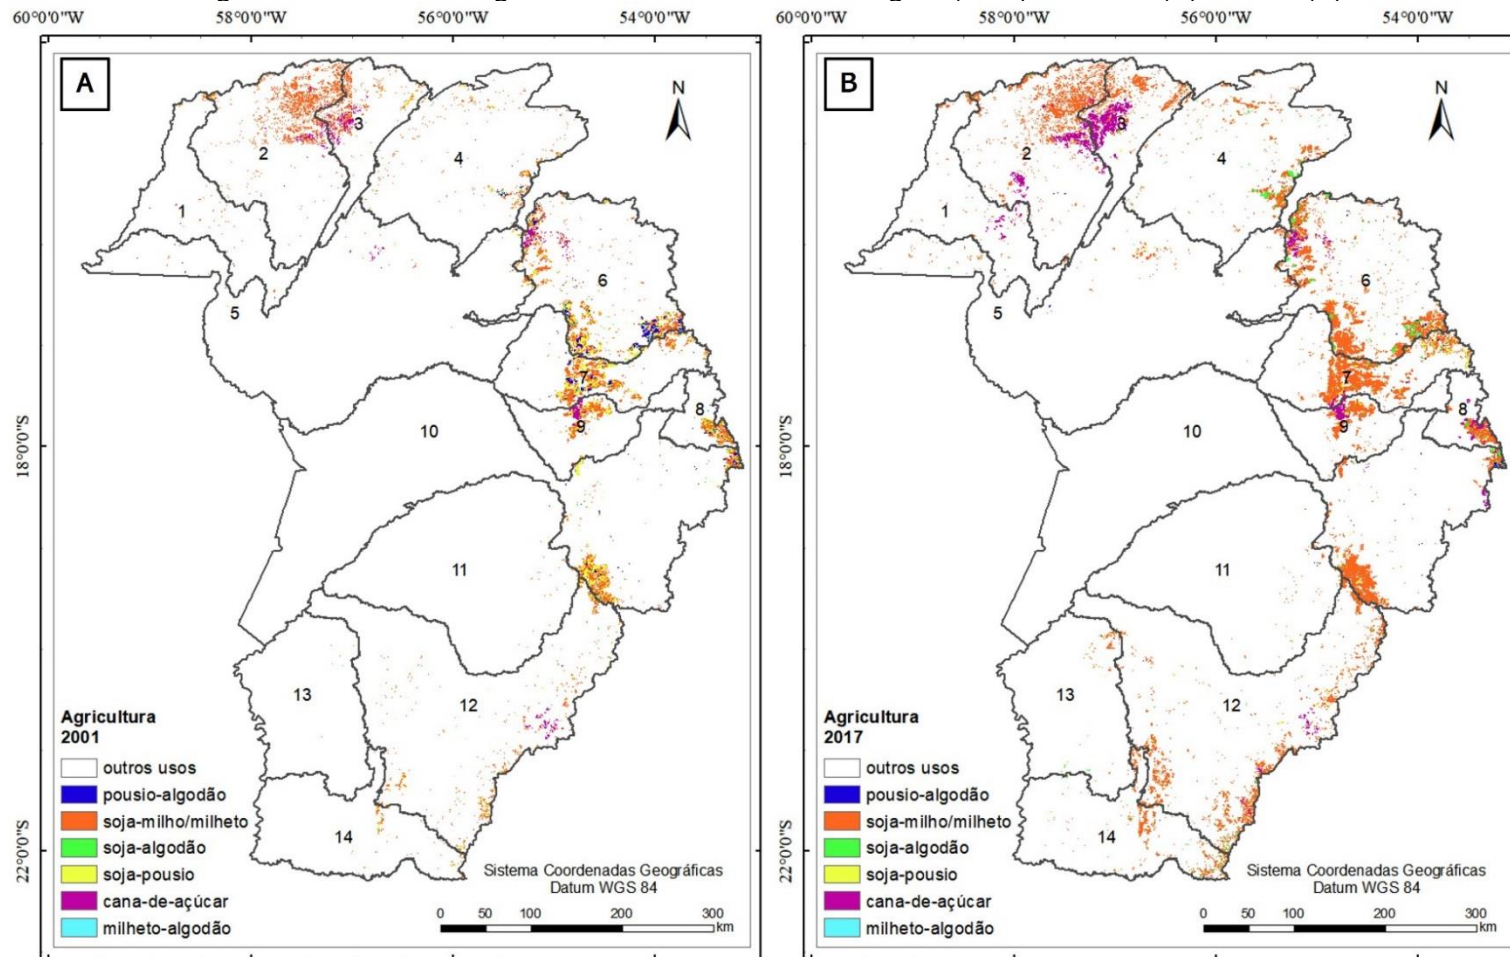 60°0'0"W 58°0'0"W 56°0'0"W 54°0'0"W 60°0'0"W 58°0'0"W 56°0'0"W 54°0'0"W
A
N
1
2
3
4
5
6
7
8
9
10
11
12
13
14
18°0'0"S
22°0'0"S
Agricultura
2001
outros usos
pousio-algodão
soja-milho/milheto
soja-algodão
soja-pousio
cana-de-açúcar
milheto-algodão
Sistema Coordenadas Geográficas
Datum WGS 84
0 50 100 200 300
km
B
N
1
2
3
4
5
6
7
8
9
10
11
12
13
14
18°0'0"S
22°0'0"S
Agricultura
2017
outros usos
pousio-algodão
soja-milho/milheto
soja-algodão
soja-pousio
cana-de-açúcar
milheto-algodão
Sistema Coordenadas Geográficas
Datum WGS 84
0 50 100 200 300
km